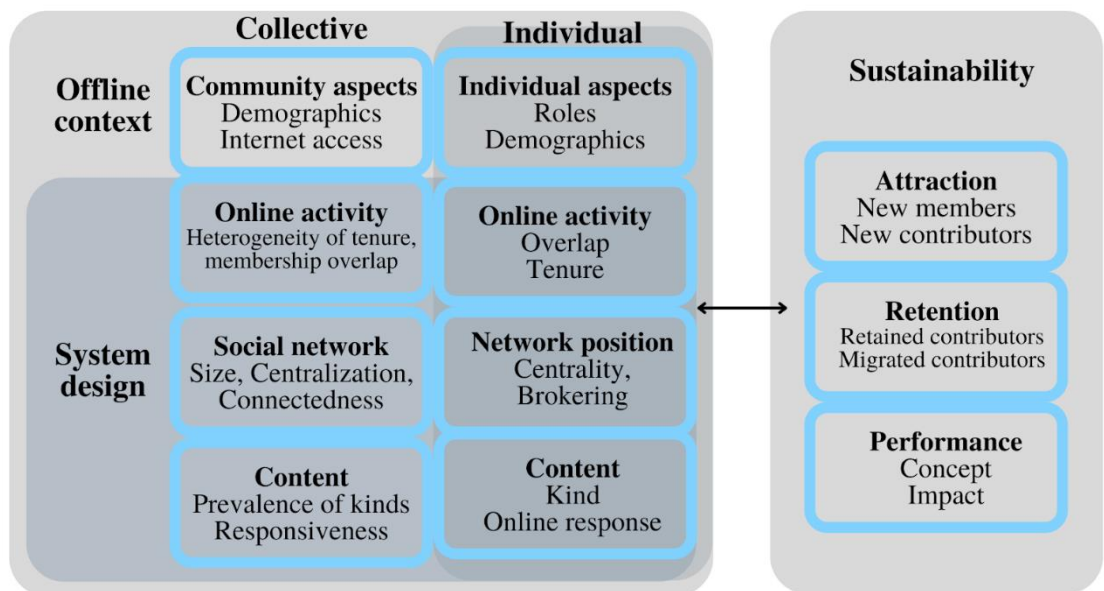 Collective
Individual
Offline
context
Community aspects
Demographics
Internet access
Individual aspects
Roles
Demographics
System
design
Online activity
Heterogeneity of tenure,
membership overlap
Online activity
Overlap
Tenure
Social network
Size, Centralization,
Connectedness
Network position
Centrality,
Brokering
Content
Prevalence of kinds
Responsiveness
Content
Kind
Online response
Sustainability
Attraction
New members
New contributors
Retention
Retained contributors
Migrated contributors
Performance
Concept
Impact